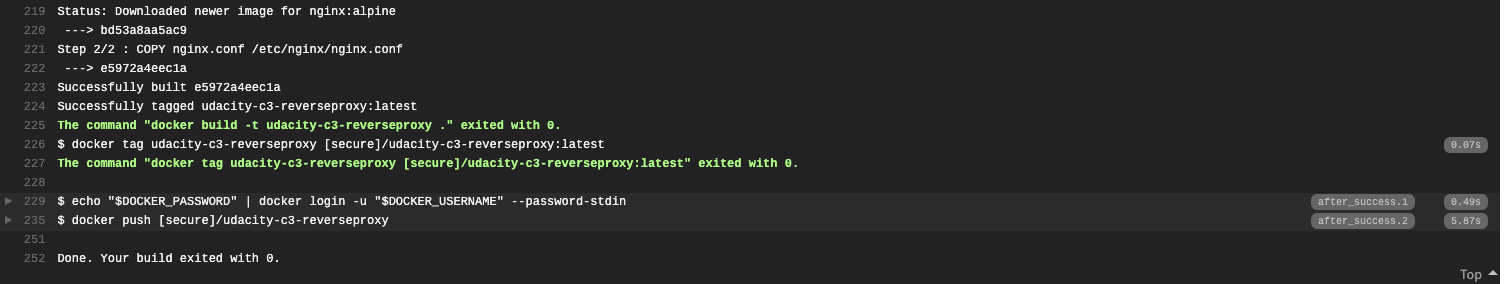 219 Status: Downloaded newer image for nginx:alpine
220 ---> bd53a8aa5ac9
221 Step 2/2 : COPY nginx.conf /etc/nginx/nginx.conf
222 ---> e5972a4eec1a
223 Successfully built e5972a4eec1a
224 Successfully tagged udacity-c3-reverseproxy:latest
225 The command "docker build -t udacity-c3-reverseproxy ." exited with 0.
226 $ docker tag udacity-c3-reverseproxy [secure]/udacity-c3-reverseproxy:latest 0.07s
227 The command "docker tag udacity-c3-reverseproxy [secure]/udacity-c3-reverseproxy:latest" exited with 0.
228
229 $ echo "$DOCKER_PASSWORD" | docker login -u "$DOCKER_USERNAME" --password-stdin after_success.1 0.49s
235 $ docker push [secure]/udacity-c3-reverseproxy after_success.2 5.87s
251
252 Done. Your build exited with 0.
Top